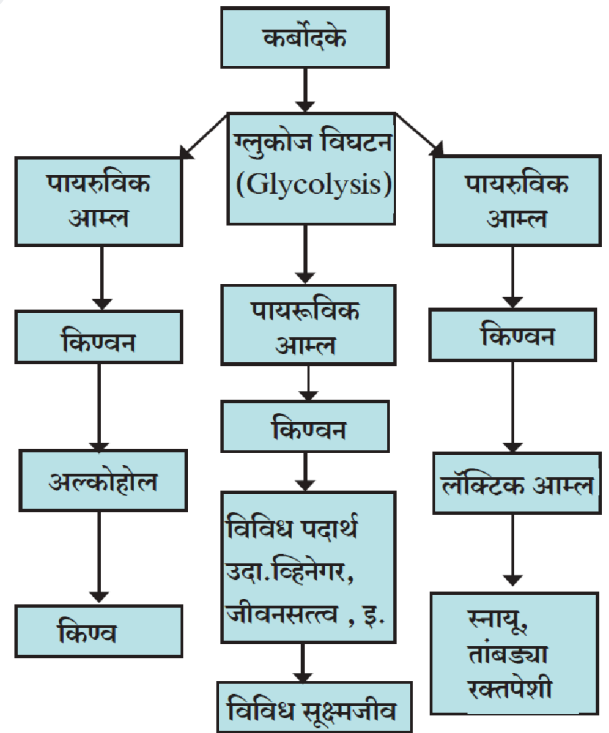 कर्बोदके
ग्लुकोज विघटन
(Glycolysis)
पायरुविक
आम्ल
किण्वन
अल्कोहोल
किण्व
पायरूविक
आम्ल
किण्वन
विविध पदार्थ
उदा.व्हिनेगर,
जीवनसत्त्व , इ.
विविध सूक्ष्मजीव
पायरुविक
आम्ल
किण्वन
लॅक्टिक आम्ल
स्नायू,
तांबड्या
रक्तपेशी